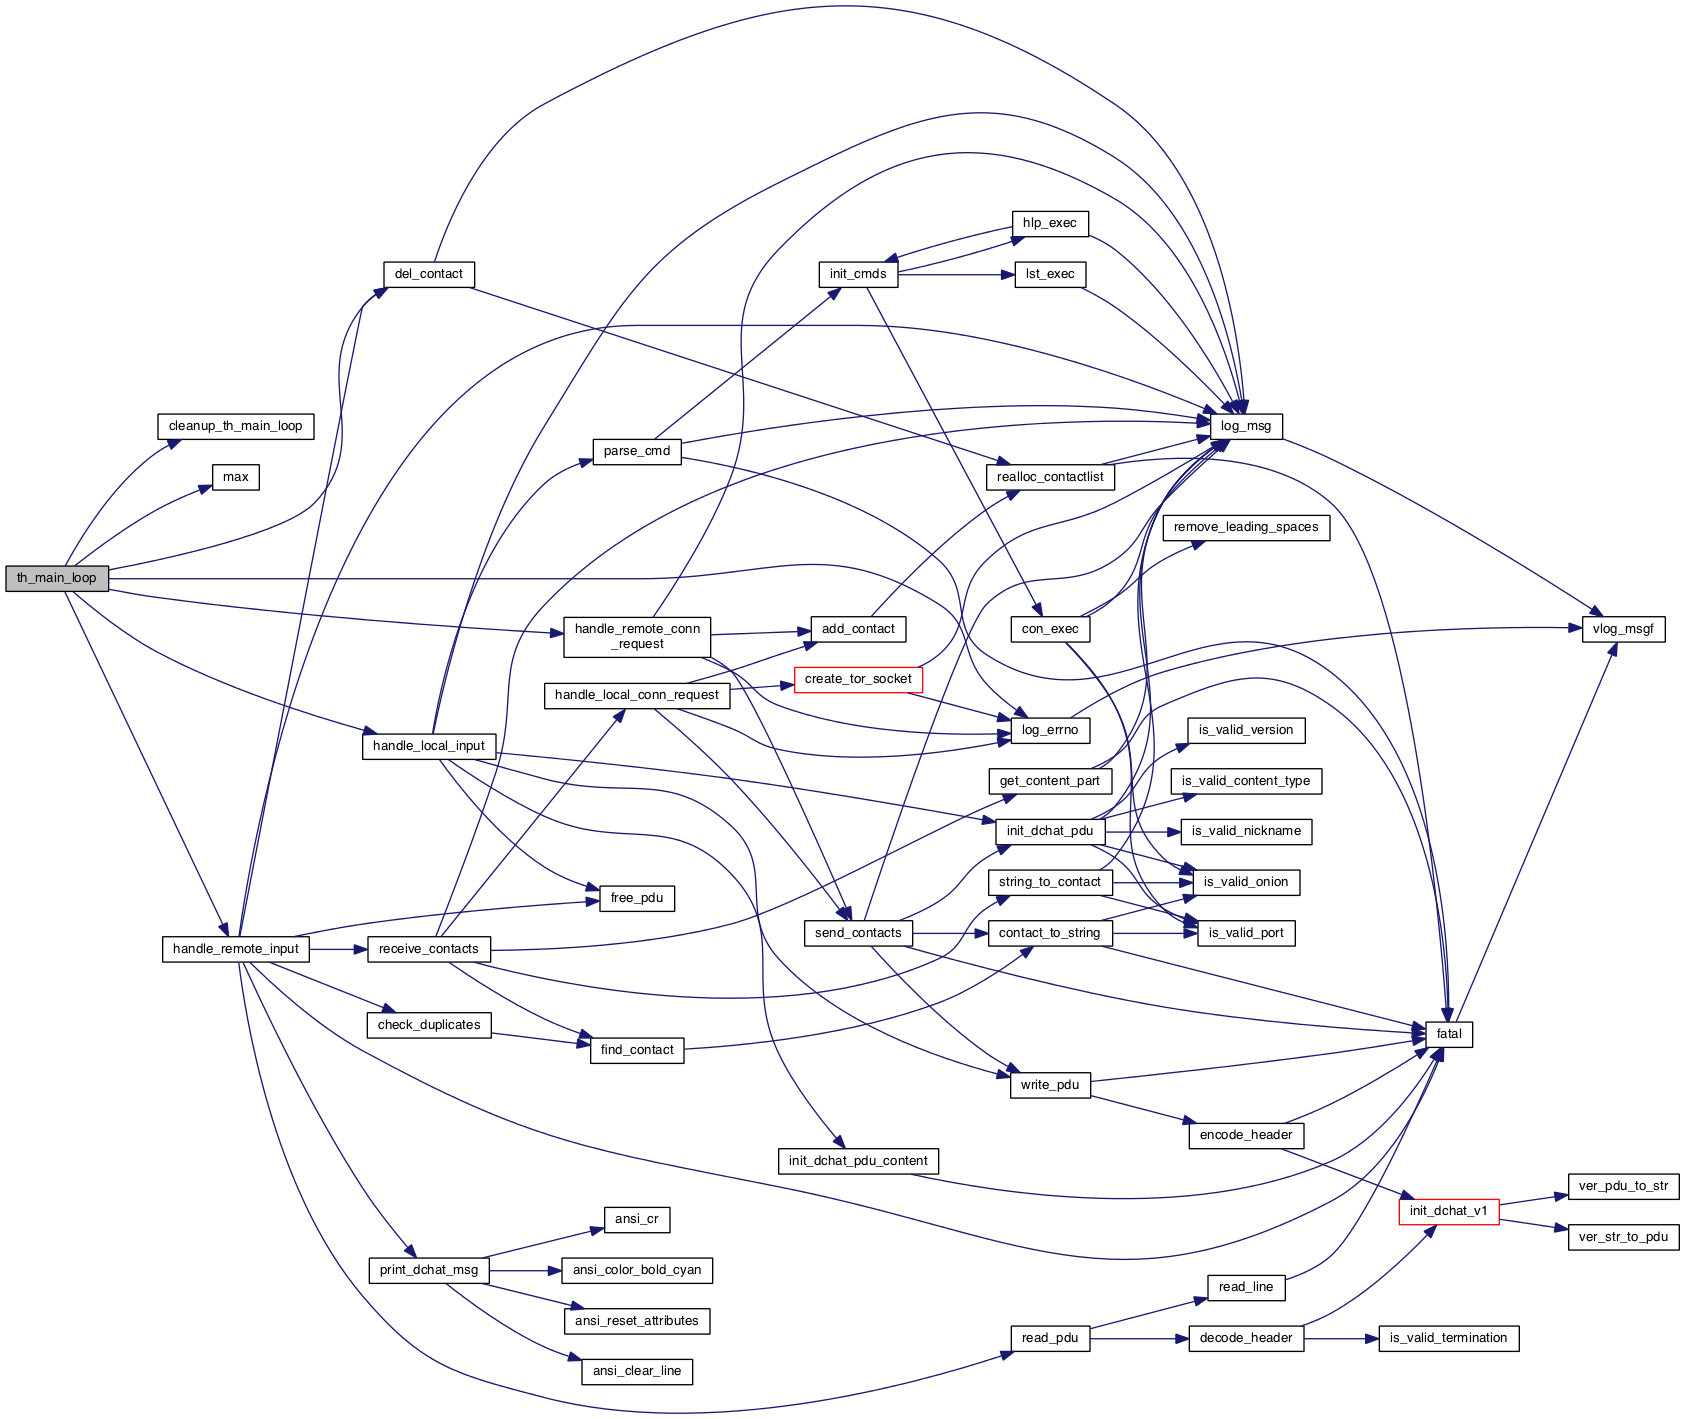 hlp_exec
del_contact
init_cmds
lst_exec
cleanup_th_main_loop
log_msg
parse_cmd
max
realloc_contactlist
remove_leading_spaces
th_main_loop
handle_remote_conn
_request
add_contact
con_exec
vlog_msgf
create_tor_socket
handle_local_conn_request
log_errno
is_valid_version
handle_local_input
get_content_part
is_valid_content_type
init_dchat_pdu
is_valid_nickname
string_to_contact
is_valid_onion
free_pdu
send_contacts
contact_to_string
is_valid_port
handle_remote_input
receive_contacts
check_duplicates
fatal
find_contact
write_pdu
encode_header
init_dchat_pdu_content
ver_pdu_to_str
init_dchat_v1
ansi_cr
ver_str_to_pdu
print_dchat_msg
ansi_color_bold_cyan
read_line
ansi_reset_attributes
read_pdu
decode_header
is_valid_termination
ansi_clear_line